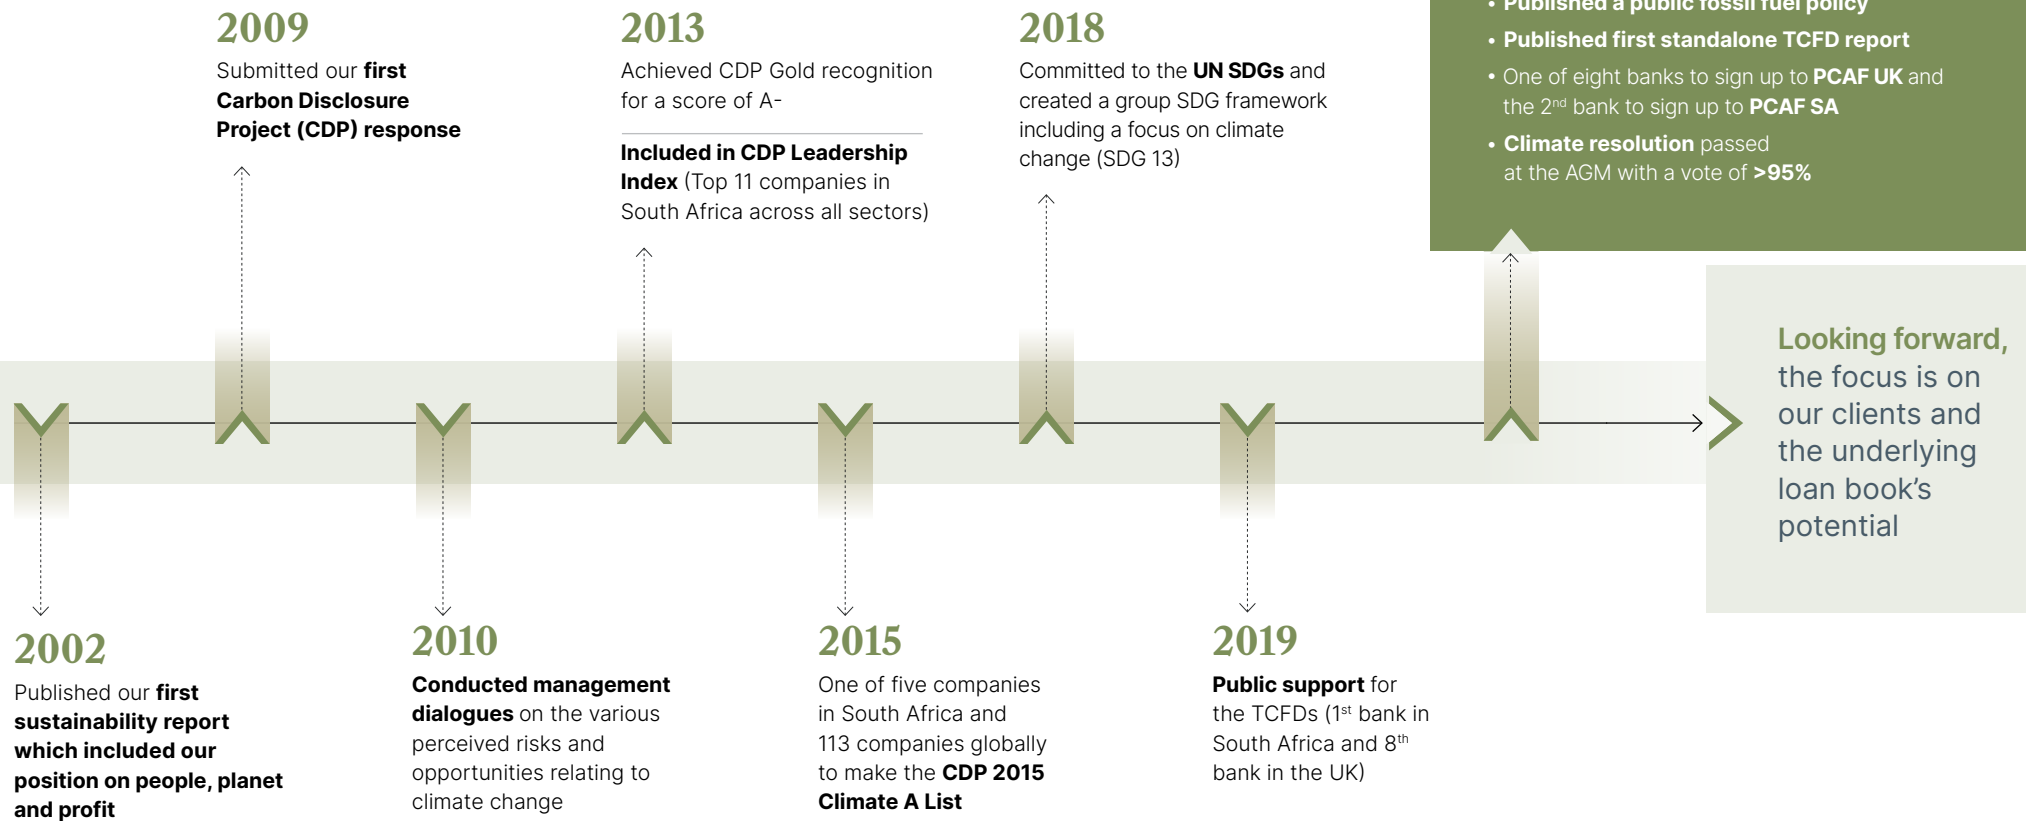 2009
Submitted our first
Carbon Disclosure
Project (CDP) response
2013
Achieved CDP Gold recognition
for a score of A-
Included in CDP Leadership
Index (Top 11 companies in
South Africa across all sectors)
2018
Committed to the UN SDGs and
created a group SDG framework
including a focus on climate
change (SDG 13)
• Published a public fossil fuel policy
• Published first standalone TCFD report
• One of eight banks to sign up to PCAF UK and
the 2nd bank to sign up to PCAF SA
• Climate resolution passed
at the AGM with a vote of >95%
Looking forward,
the focus is on
our clients and
the underlying
loan book’s
potential
2002
Published our first
sustainability report
which included our
position on people, planet
and profit
2010
Conducted management
dialogues on the various
perceived risks and
opportunities relating to
climate change
2015
One of five companies
in South Africa and
113 companies globally
to make the CDP 2015
Climate A List
2019
Public support for
the TCFDs (1st bank in
South Africa and 8th
bank in the UK)